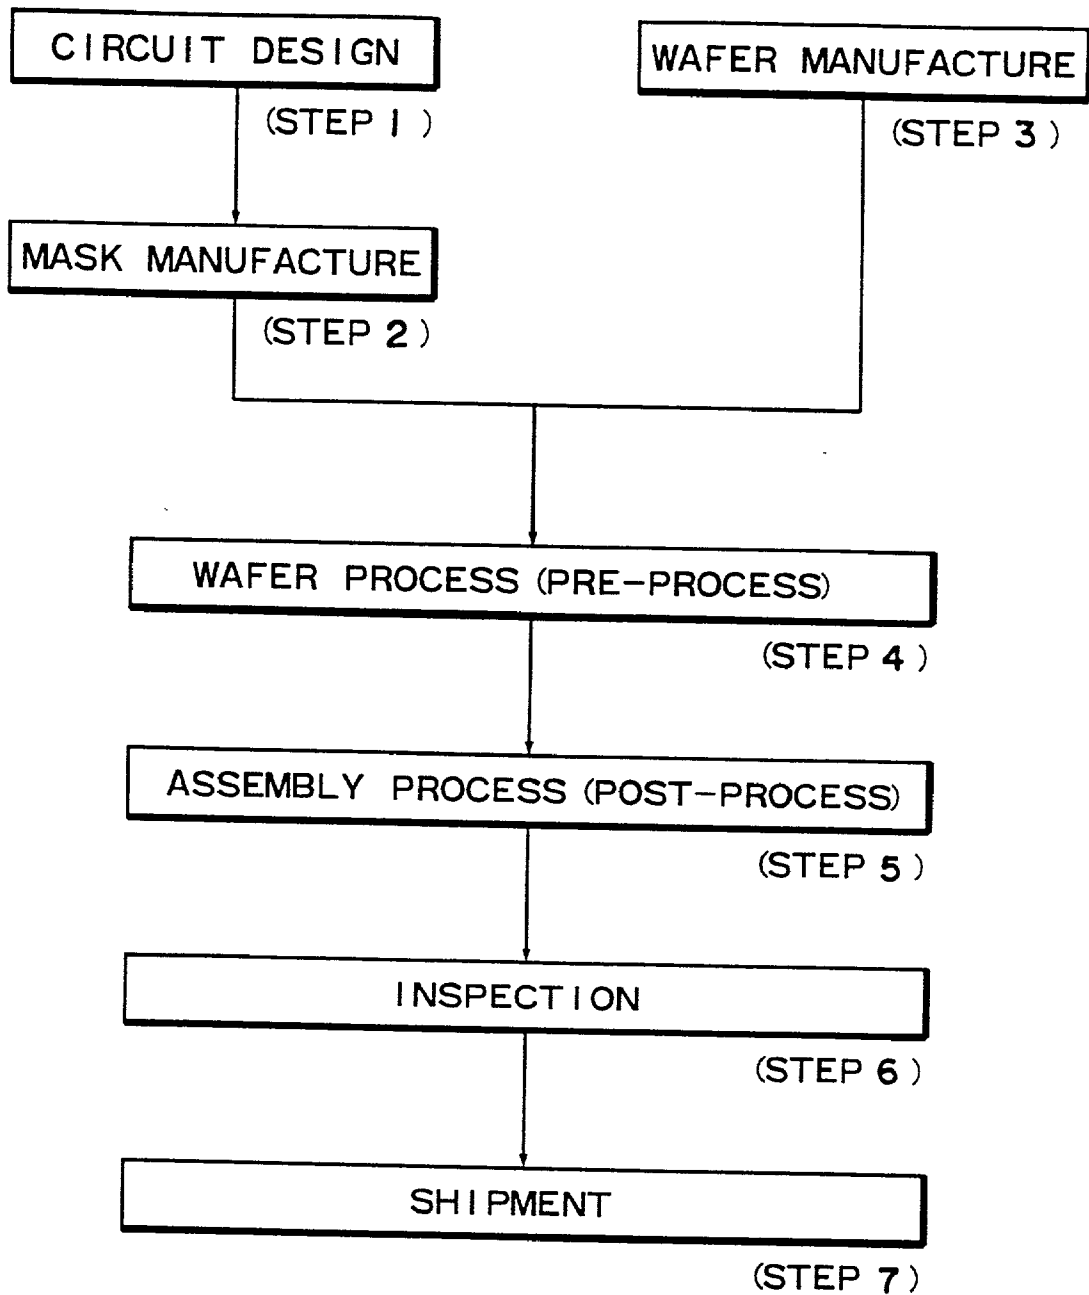 CIRCUIT DESIGN
(STEP 1)
WAFER MANUFACTURE
(STEP 3)
MASK MANUFACTURE
(STEP 2)
WAFER PROCESS (PRE-PROCESS)
(STEP 4)
ASSEMBLY PROCESS (POST-PROCESS)
(STEP 5)
INSPECTION
(STEP 6)
SHIPMENT
(STEP 7)